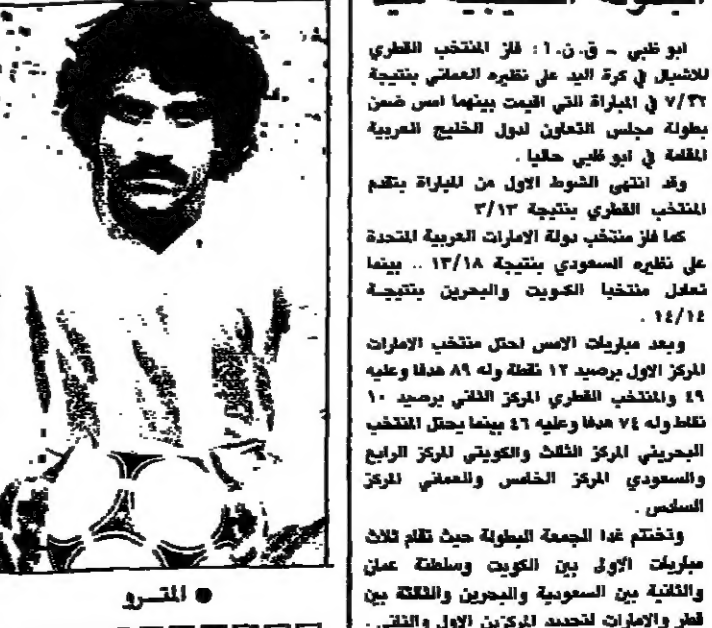 ابو ظبي - ق.ن.ا : فاز المنتخب القطري
للاشبال في كرة اليد على نظيره العماني بنتيجة
٧/٣٢ في المباراة التي اقيمت بينهما امس ضمن
بطولة مجلس التعاون لدول الخليج العربية
المقامة في ابو ظبي حاليا .
وقد انتهى الشوط الاول من المباراة بتقدم
المنتخب القطري بنتيجة ٣/١٣
كما فاز منتخب دولة الامارات العربية المتحدة
على نظيره السعودي بنتيجة ١٣/١٨ .. بينما
تعادل منتخبا الكويت والبحرين بنتيجة
١٤/١٤ .
وبعد مباريات الامس احتل منتخب الامارات
المركز الاول برصيد ١٢ نقطة وله ٨٩ هدفا وعليه
٤٩ والمنتخب القطري المركز الثاني برصيد ١٠
نقاط وله ٧٤ هدفا وعليه ٤٦ بينما يحتل المنتخب
البحريني المركز الثالث والكويتي المركز الرابع
والسعودي المركز الخامس والعماني المركز
السادس .
وتختتم غدا الجمعة البطولة حيث تقام ثلاث
مباريات الاولى بين الكويت وسلطنة عمان
والثانية بين السعودية والبحرين والثالثة بين
قطر والامارات لتحديد المركزين الاول والثاني .
● المترو